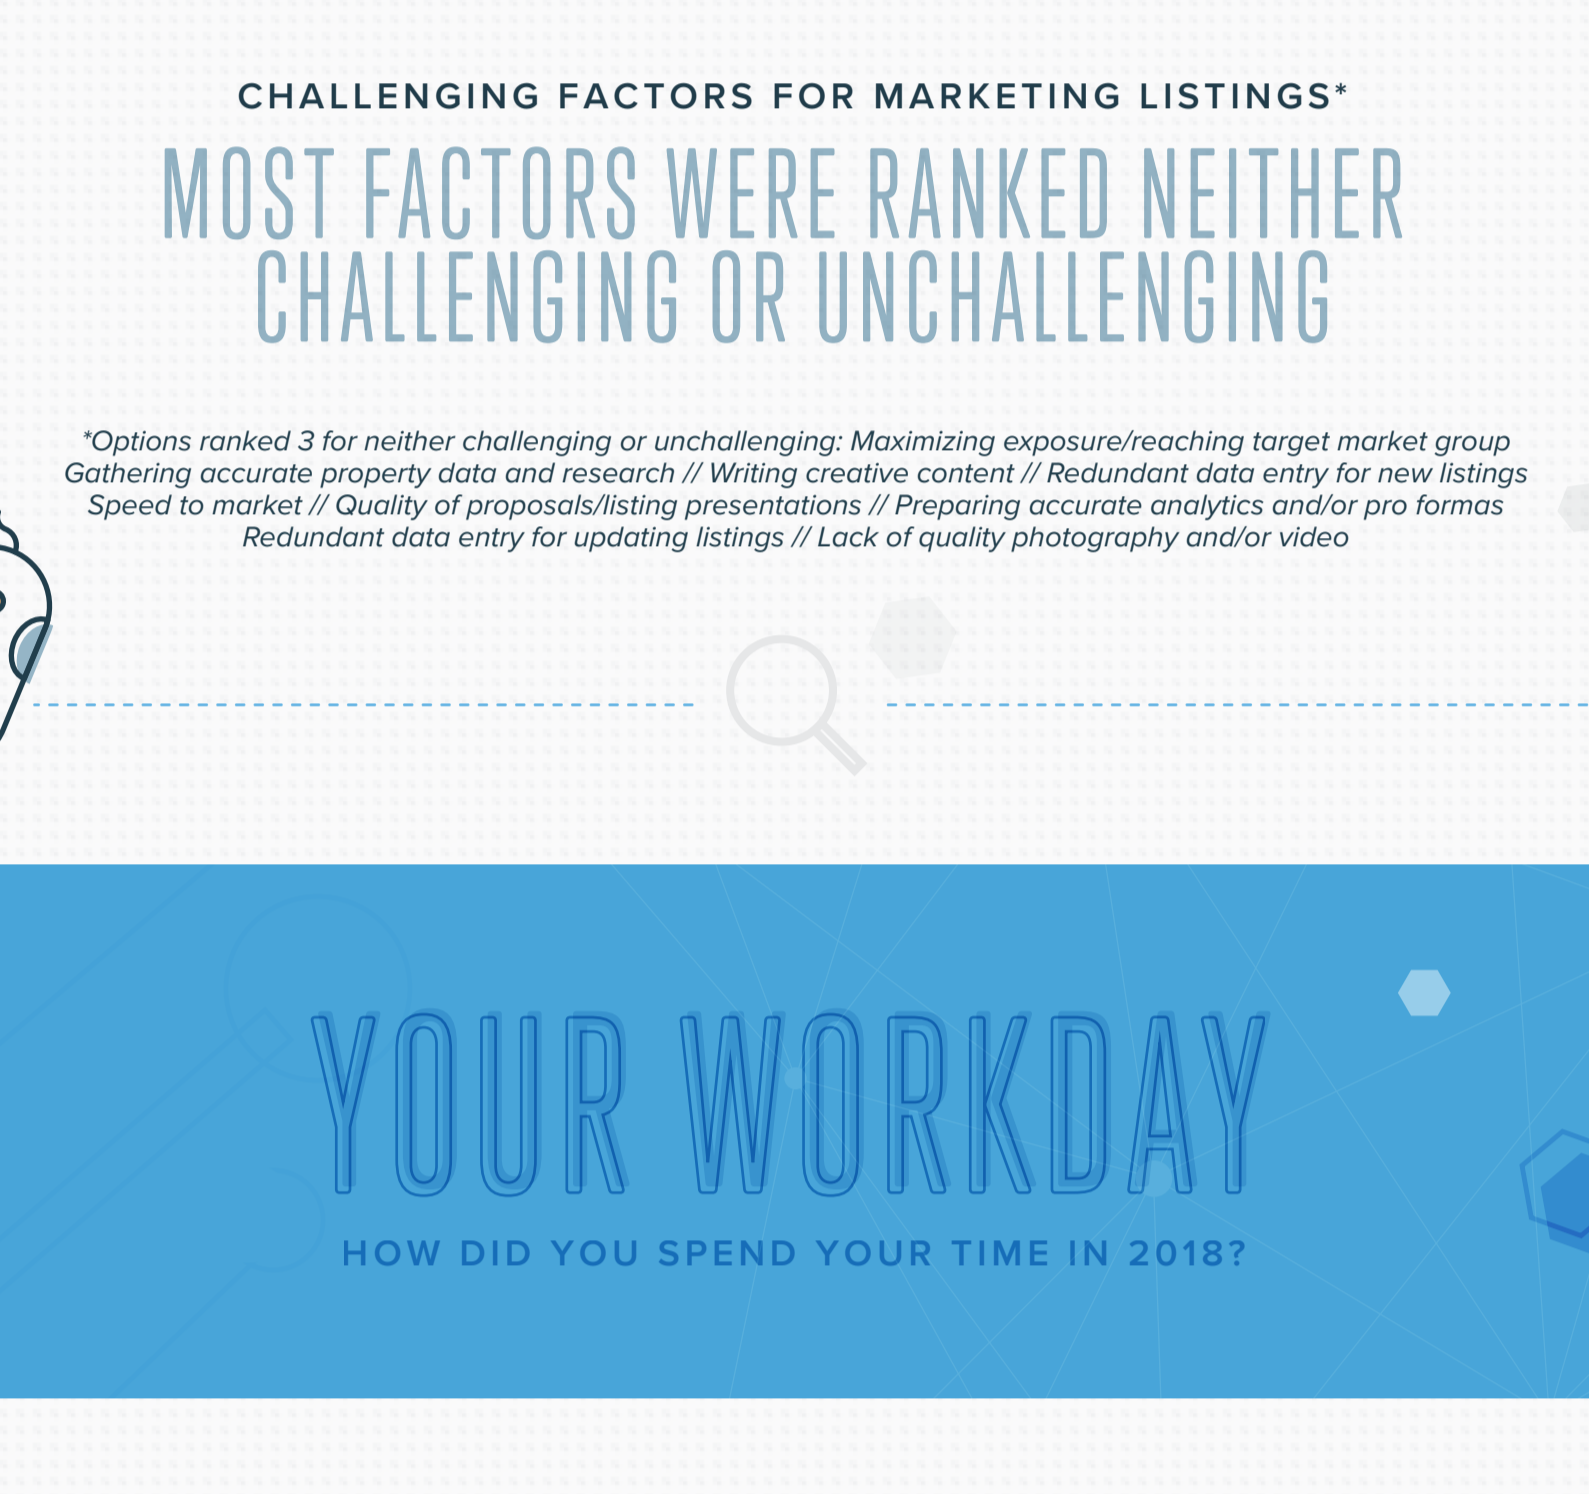 CHALLENGING FACTORS FOR MARKETING LISTINGS*
MOST FACTORS WERE RANKED NEITHER
CHALLENGING OR UNCHALLENGING
*Options ranked 3 for neither challenging or unchallenging: Maximizing exposure/reaching target market group
Gathering accurate property data and research // Writing creative content // Redundant data entry for new listings
Speed to market // Quality of proposals/listing presentations // Preparing accurate analytics and/or pro formas
Redundant data entry for updating listings // Lack of quality photography and/or video
YOUR WORKDAY
HOW DID YOU SPEND YOUR TIME IN 2018?